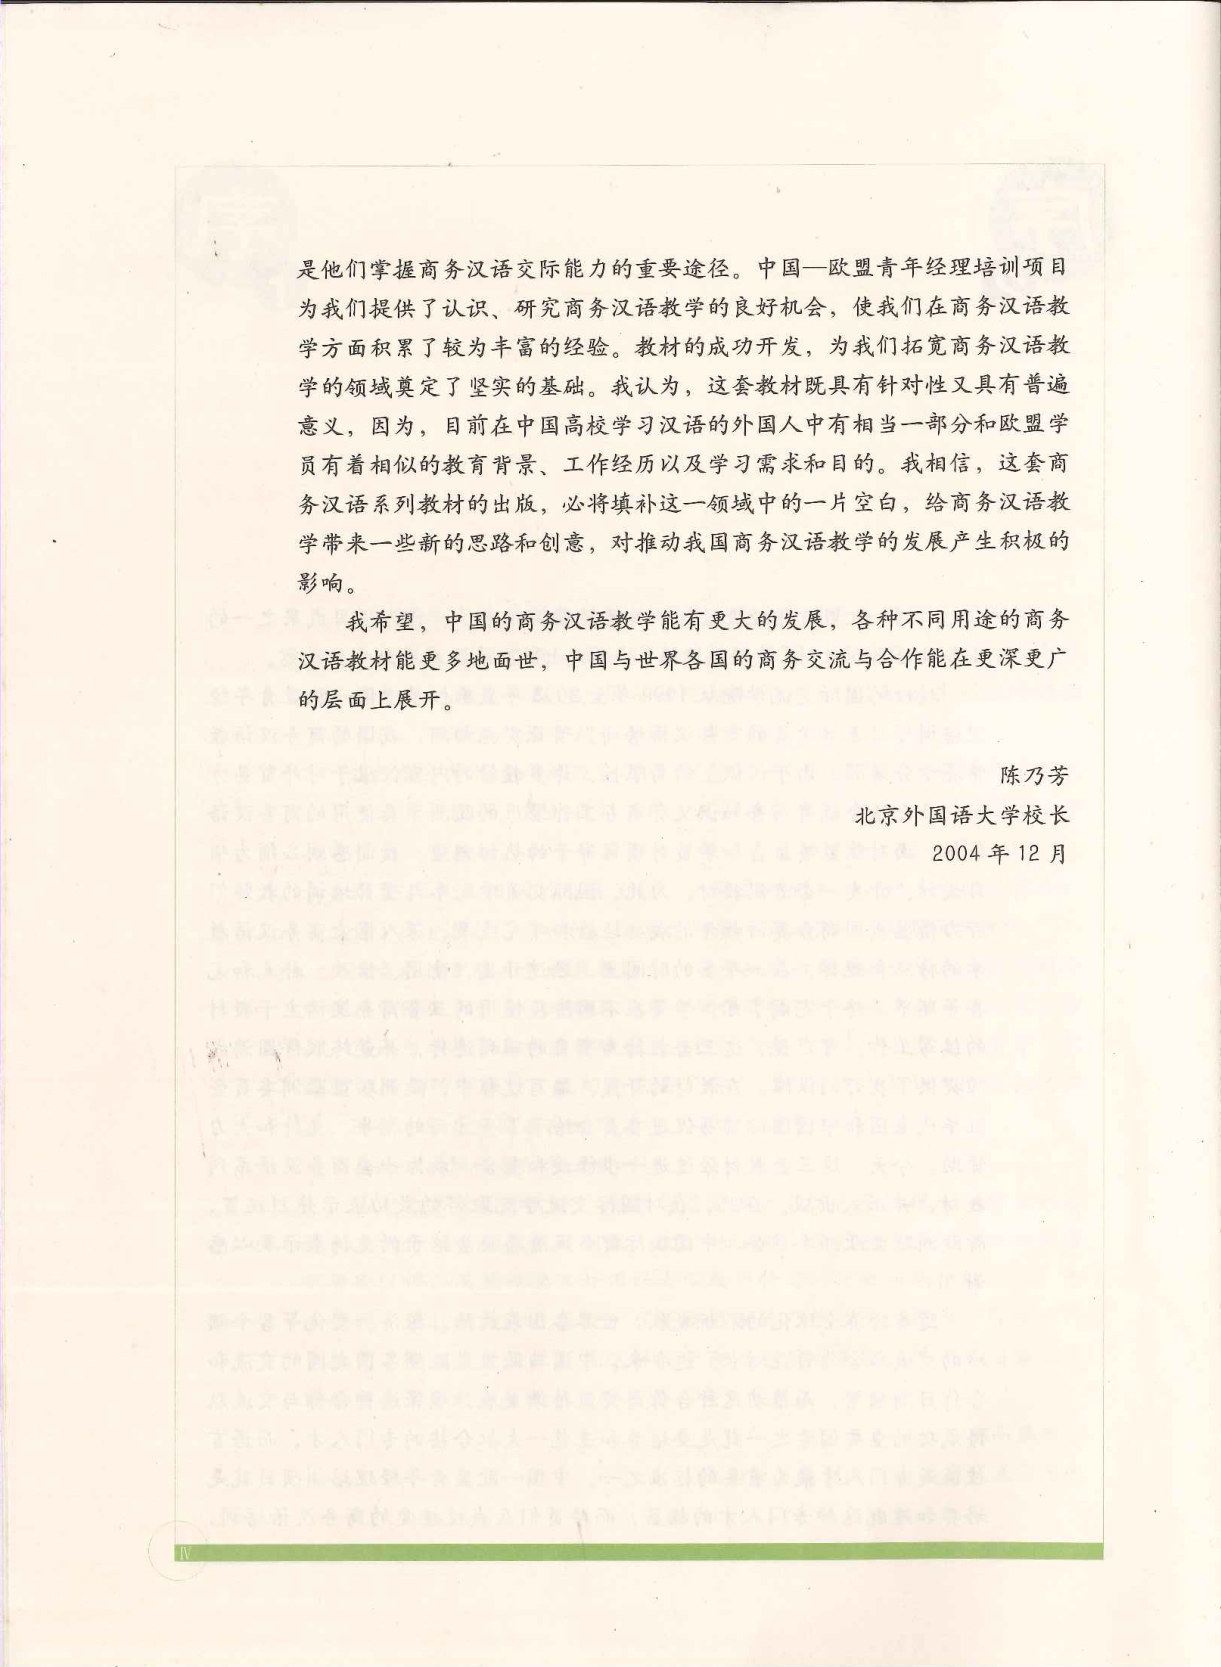 是他们掌握商务汉语交际能力的重要途径。中国—欧盟青年经理培训项目
为我们提供了认识、研究商务汉语教学的良好机会，使我们在商务汉语教
学方面积累了较为丰富的经验。教材的成功开发，为我们拓宽商务汉语教
学的领域奠定了坚实的基础。我认为，这套教材既具有针对性又具有普遍
意义，因为，目前在中国高校学习汉语的外国人中有相当一部分和欧盟学
员有着相似的教育背景、工作经历以及学习需求和目的。我相信，这套商
务汉语系列教材的出版，必将填补这一领域中的一片空白，给商务汉语教
学带来一些新的思路和创意，对推动我国商务汉语教学的发展产生积极的
影响。
我希望，中国的商务汉语教学能有更大的发展，各种不同用途的商务
汉语教材能更多地面世，中国与世界各国的商务交流与合作能在更深更广
的层面上展开。
陈乃芳
北京外国语大学校长
2004 年 12 月
IV